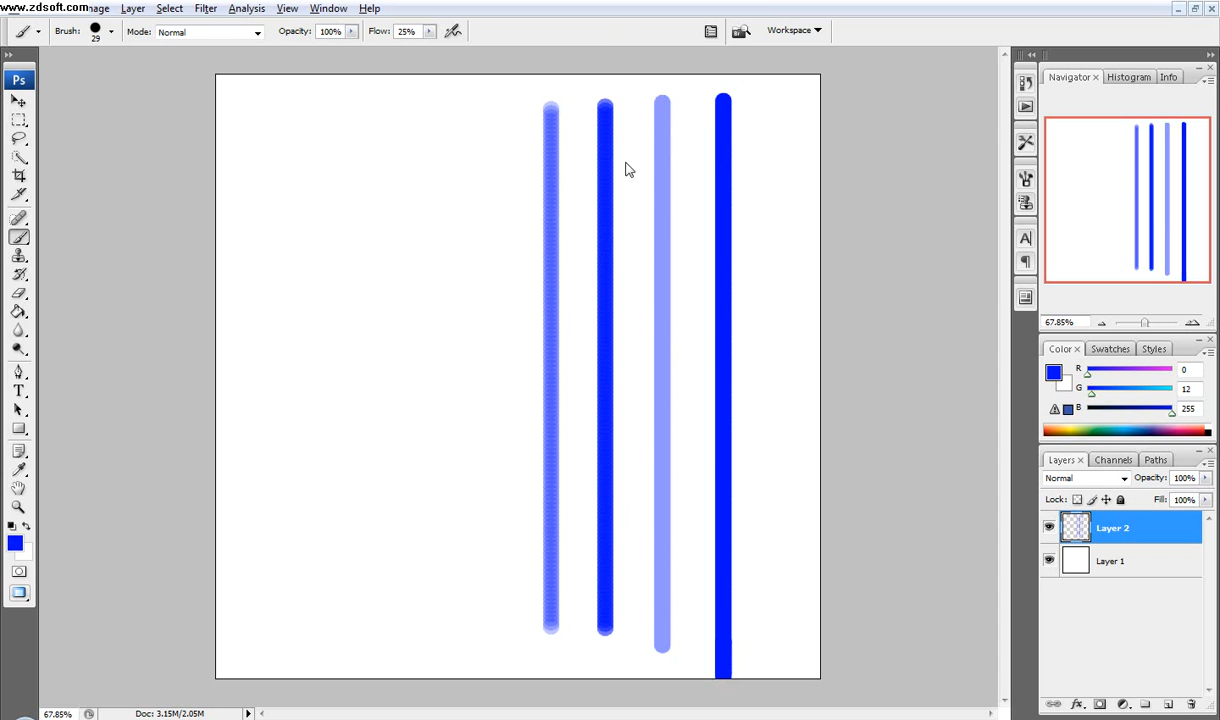 www.zdsoft.com
mage Layer Select Filter Analysis View Window Help
Brush: 29 Mode: Normal Opacity: 100% Flow: 25% Workspace
Ps
Navigator Histogram Info
67.85%
Color Swatches Styles
R 0
G 12
B 255
Layers Channels Paths
Normal Opacity: 100%
Lock: Fill: 100%
Layer 2
Layer 1
67.85% Doc: 3.15M/2.05M